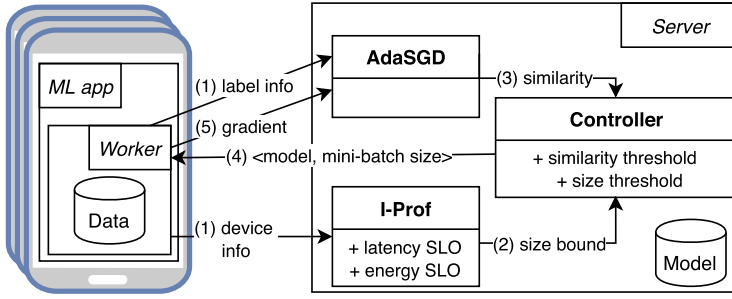 ML app
Worker
Data
(1) label info
(5) gradient
(4) <model, mini-batch size>
(1) device
info
Server
AdaSGD
(3) similarity
Controller
+ similarity threshold
+ size threshold
I-Prof
+ latency SLO
+ energy SLO
(2) size bound
Model